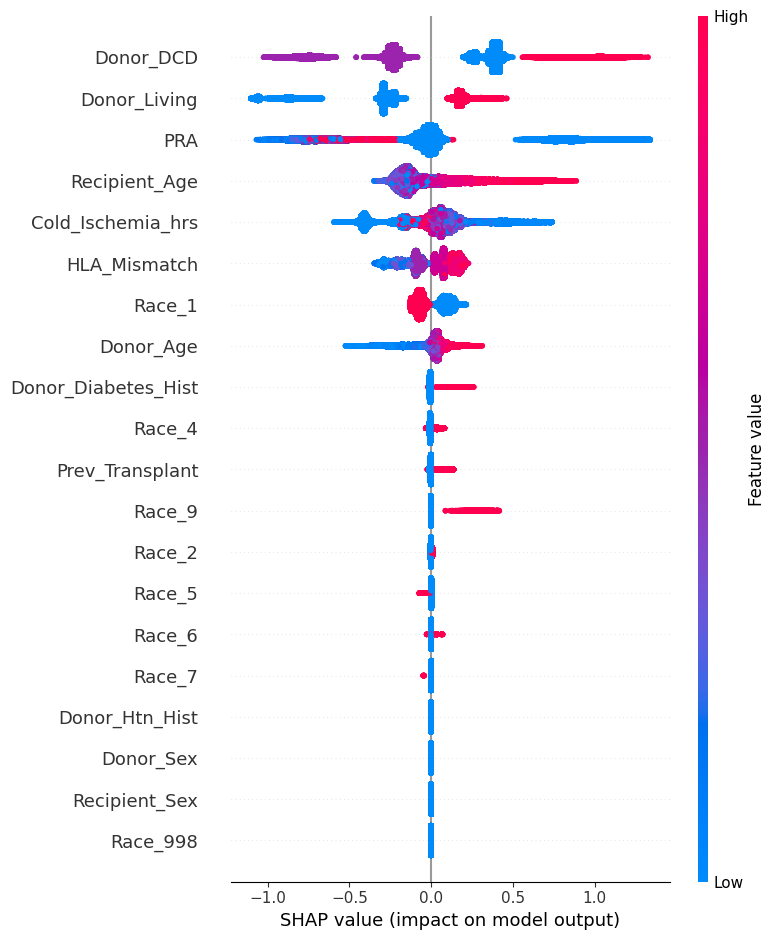 High
Donor_DCD
Donor_Living
PRA
Recipient_Age
Cold_Ischemia_hrs
HLA_Mismatch
Race_1
Donor_Age
Donor_Diabetes_Hist
Race_4
Prev_Transplant
Race_9
Race_2
Race_5
Race_6
Race_7
Donor_Htn_Hist
Donor_Sex
Recipient_Sex
Race_998
Feature value
Low
−1.0 −0.5 0.0 0.5 1.0
SHAP value (impact on model output)